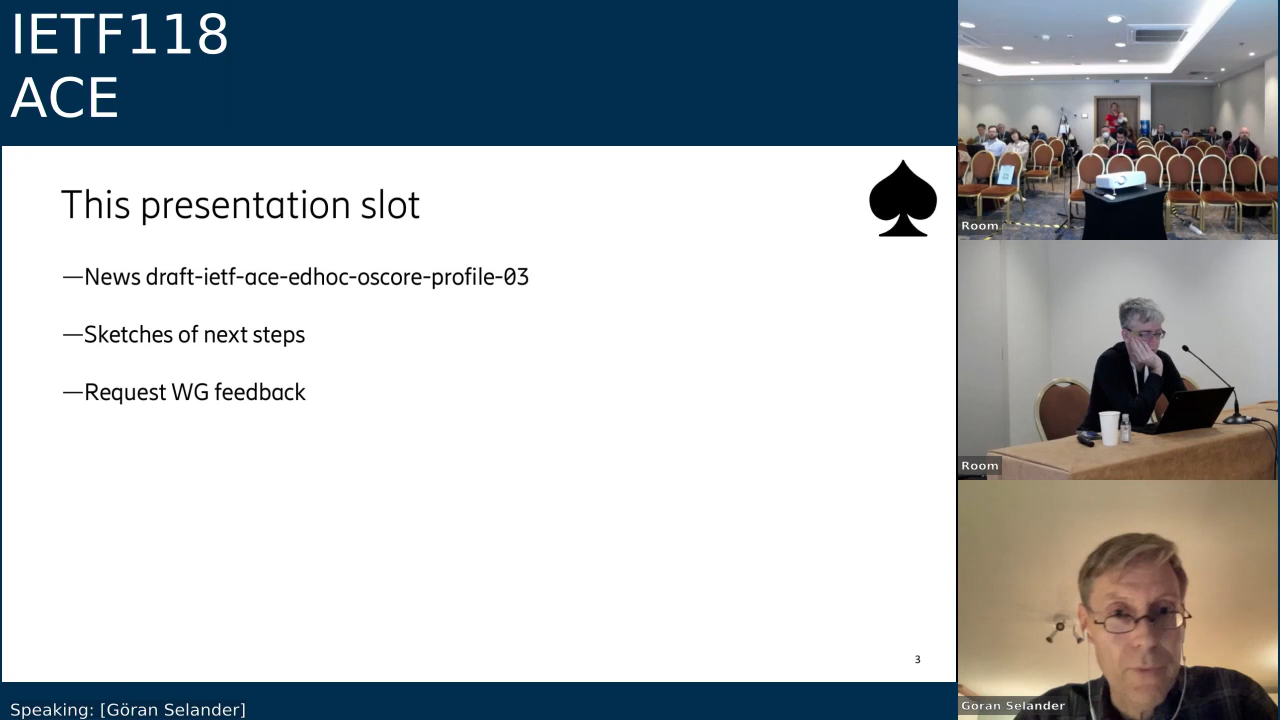 IETF118
ACE
This presentation slot
—News draft-ietf-ace-edhoc-oscore-profile-03
—Sketches of next steps
—Request WG feedback
3
Speaking: [Göran Selander]
Room
Room
Göran Selander